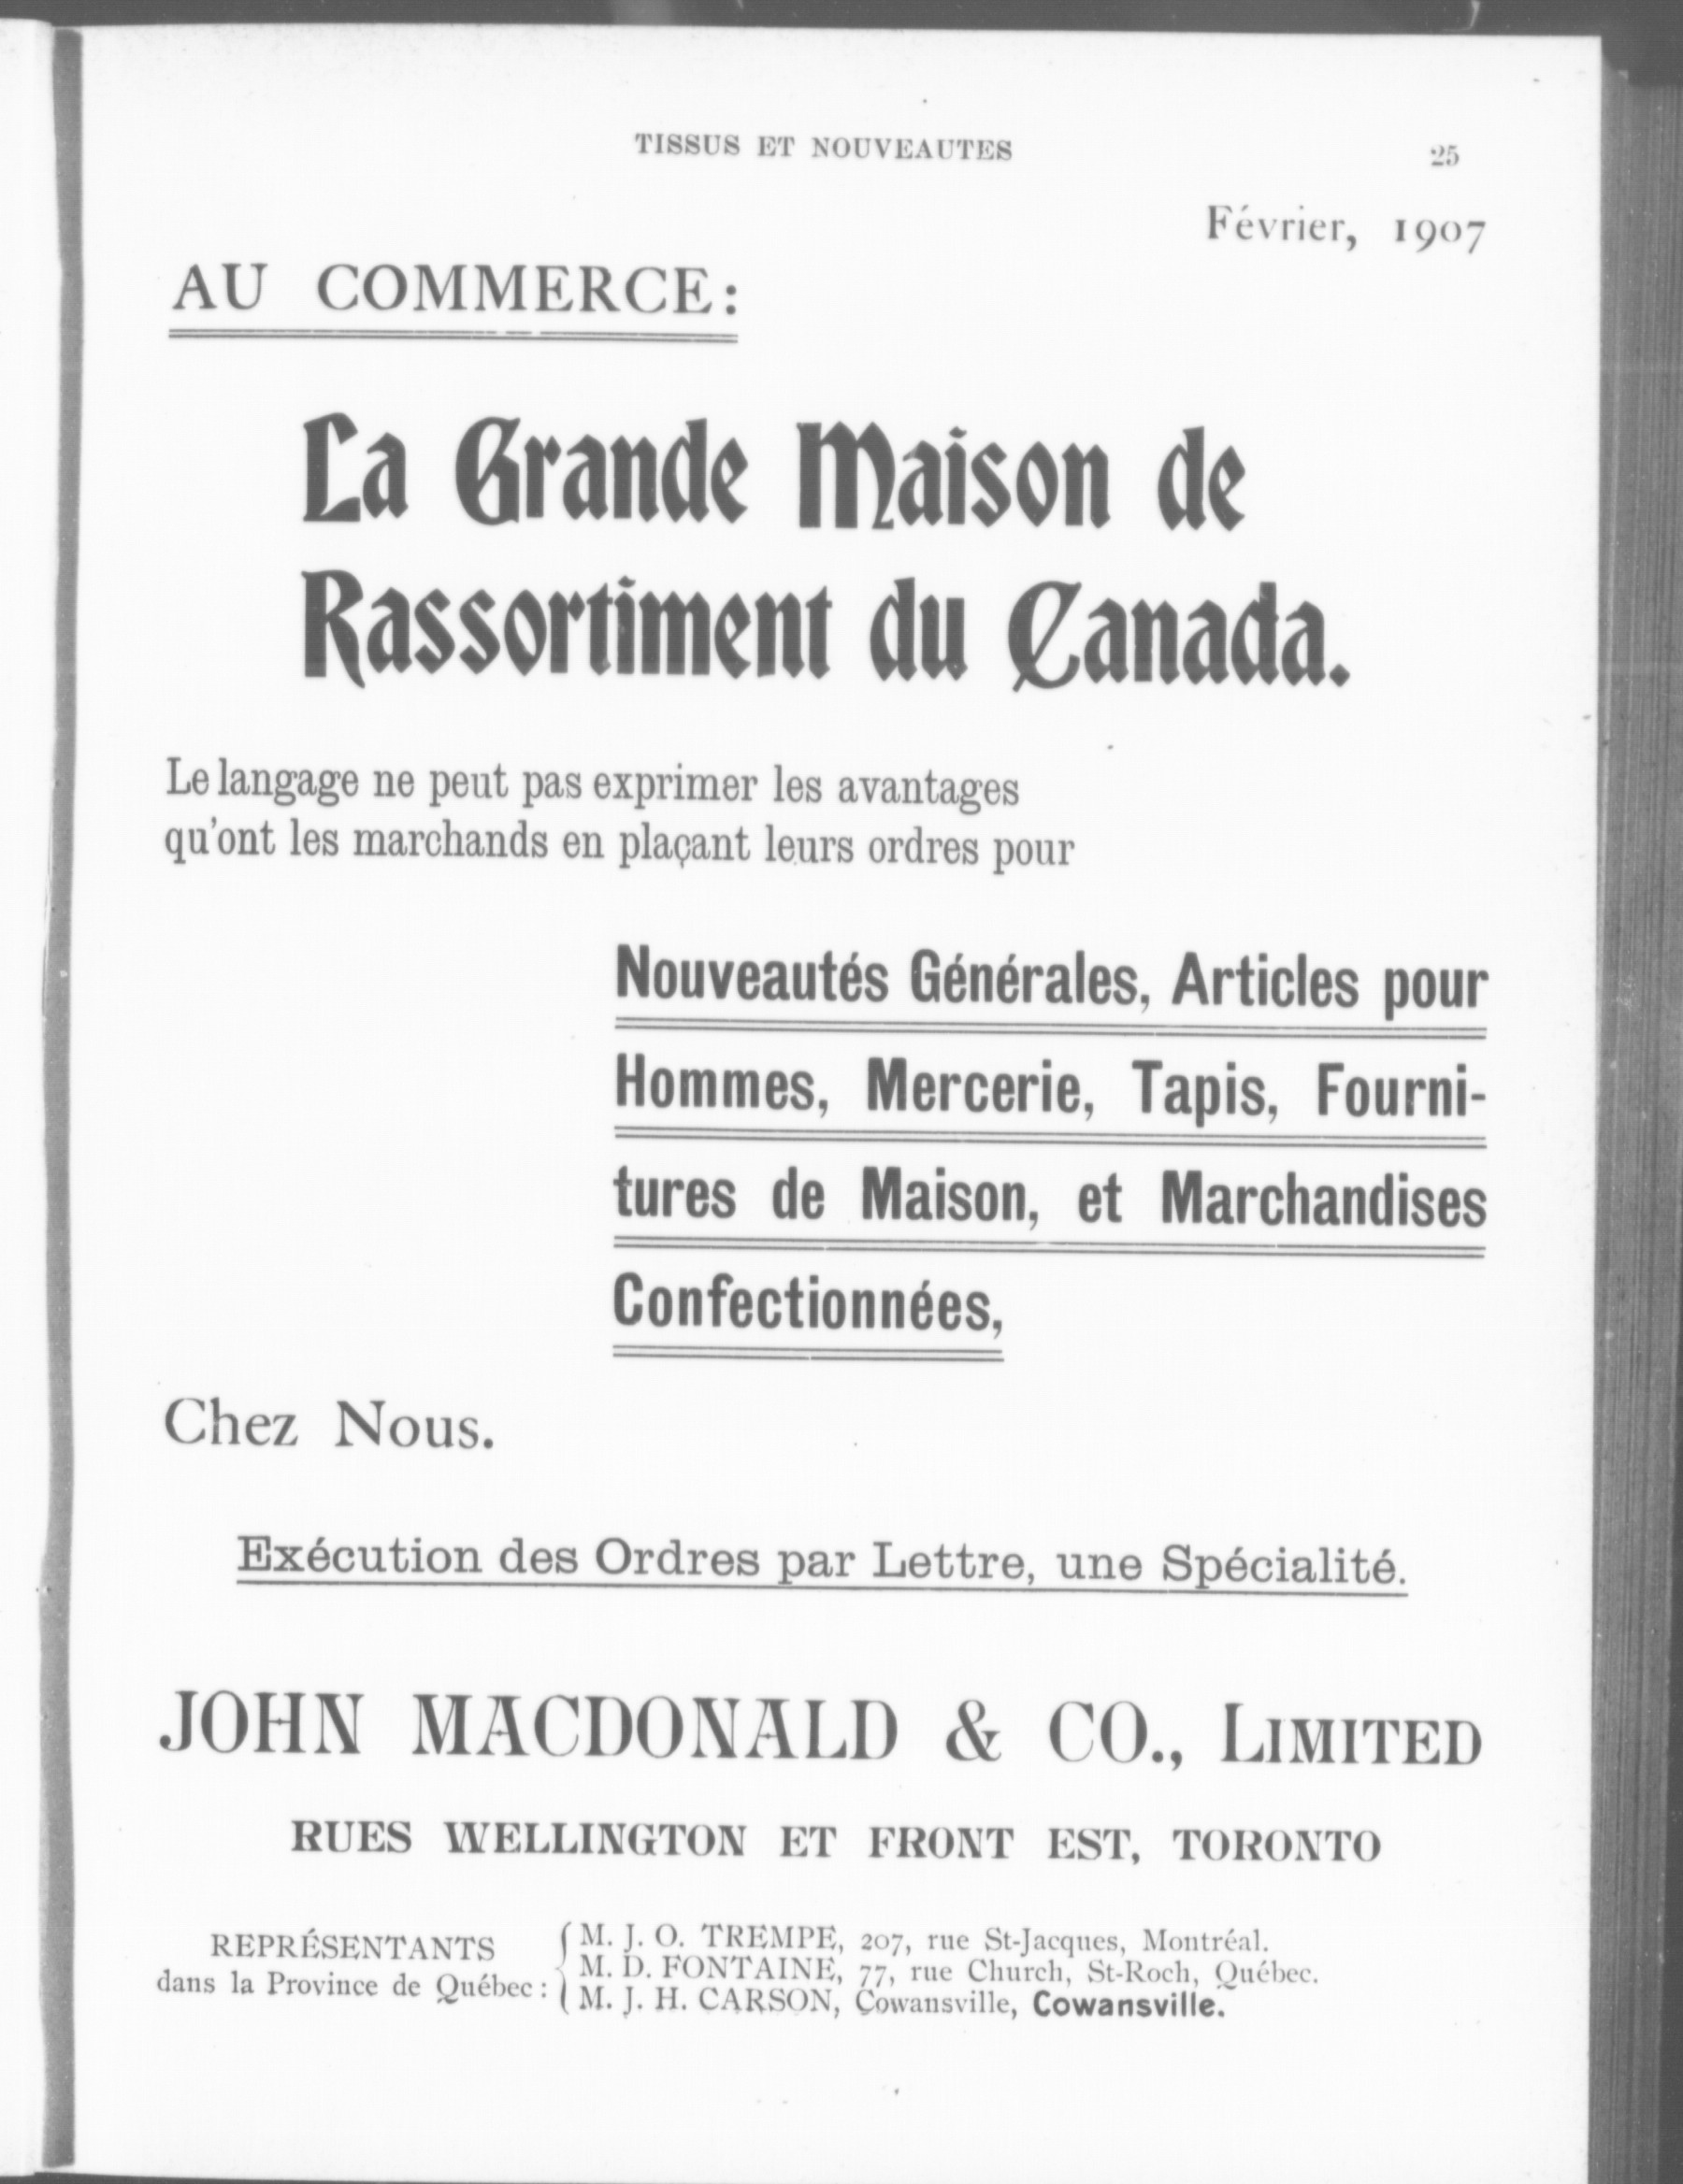 TISSUS ET NOUVEAUTES 25
Février, 1907
AU COMMERCE:
La Grande Maison de
Rassortiment du Canada.
Le langage ne peut pas exprimer les avantages
qu'ont les marchands en plaçant leurs ordres pour
Nouveautés Générales, Articles pour
Hommes, Mercerie, Tapis, Fourni-
tures de Maison, et Marchandises
Confectionnées,
Chez Nous.
Exécution des Ordres par Lettre, une Spécialité.
JOHN MACDONALD & CO., LIMITED
RUES WELLINGTON ET FRONT EST, TORONTO
REPRÉSENTANTS
dans la Province de Québec:
M. J. O. TREMPE, 207, rue St-Jacques, Montréal.
M. D. FONTAINE, 77, rue Church, St-Roch, Québec.
M. J. H. CARSON, Cowansville, Cowansville.